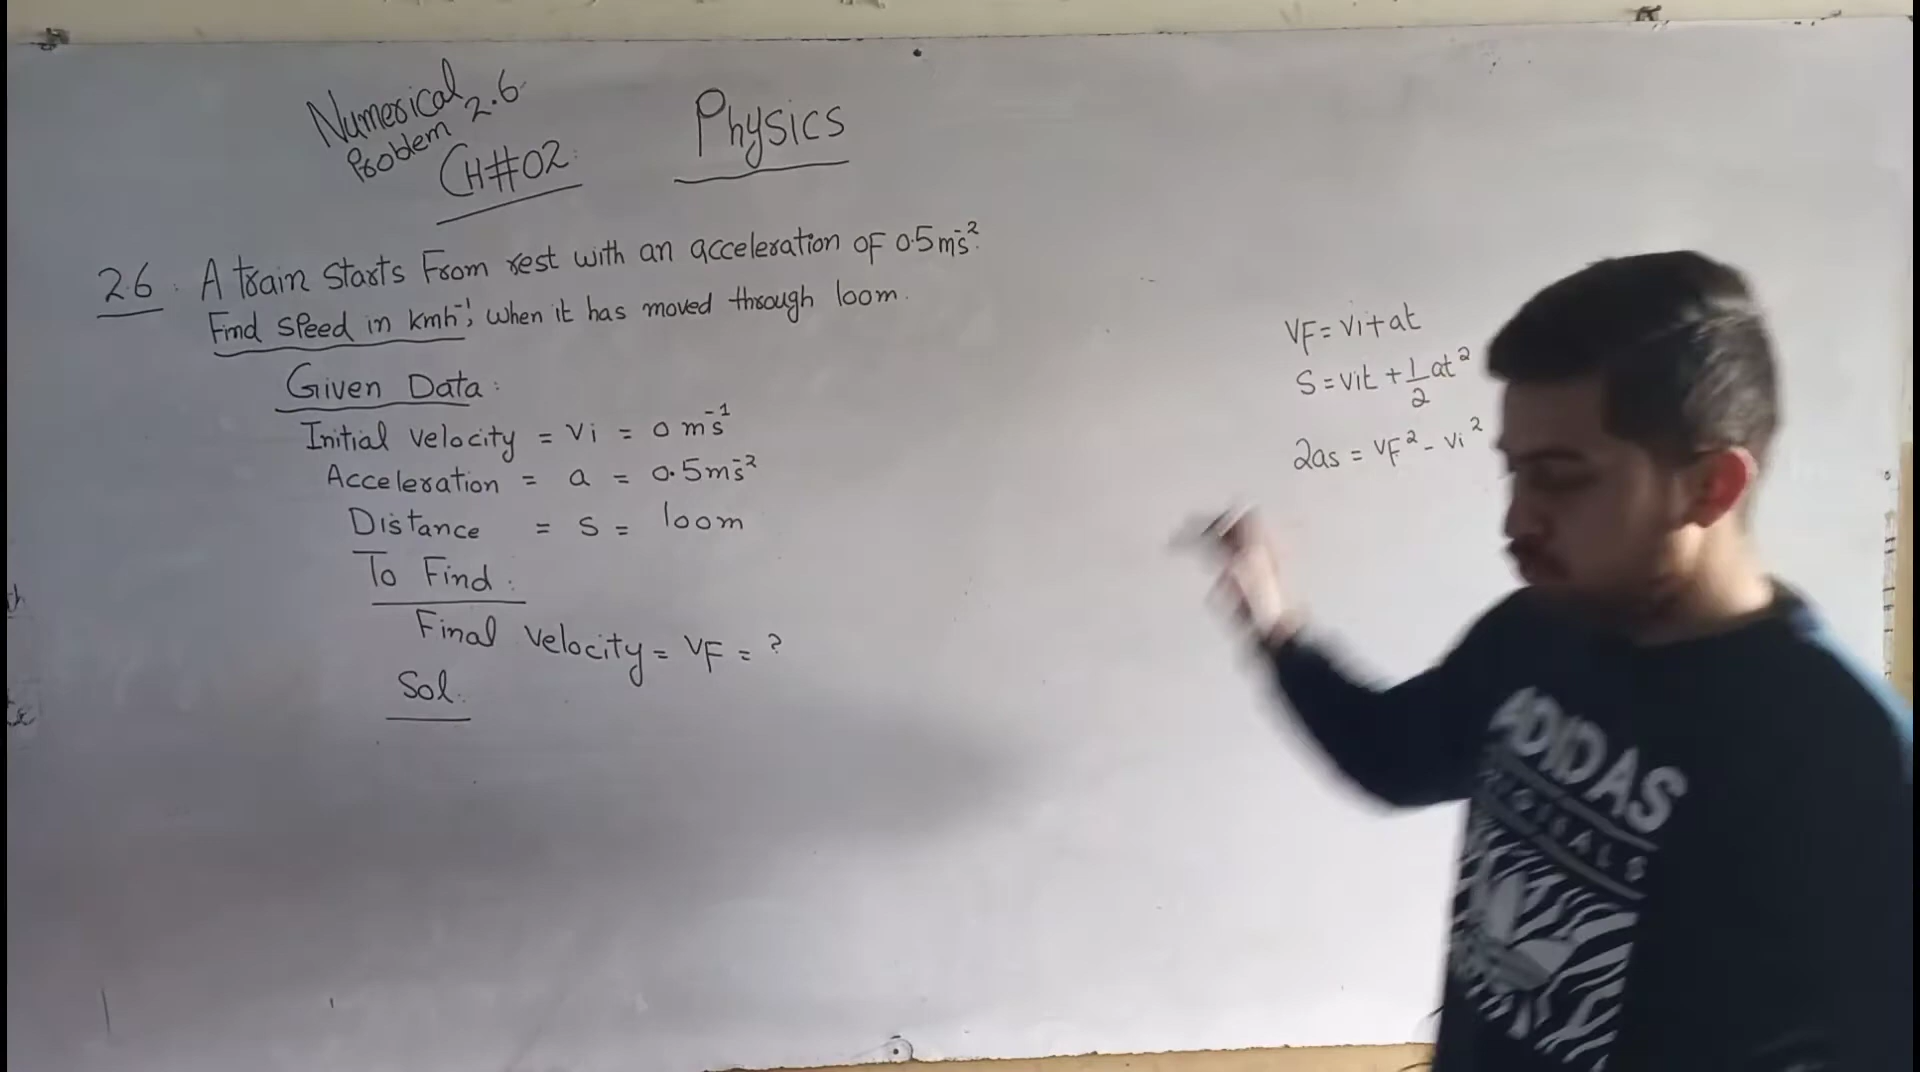 Numerical
Problem 2.6
CH#02
Physics
2.6 A train starts From rest with an acceleration of 0.5ms⁻².
Find speed in kmh⁻¹, when it has moved through 100m.
Given Data:
Initial velocity = Vi = 0 ms⁻¹
Acceleration = a = 0.5ms⁻²
Distance = S = 100m
To Find:
Final velocity = VF = ?
Sol.
VF = Vi + at
S = Vit + 1/2 at²
2as = VF² - Vi²
ADIDAS